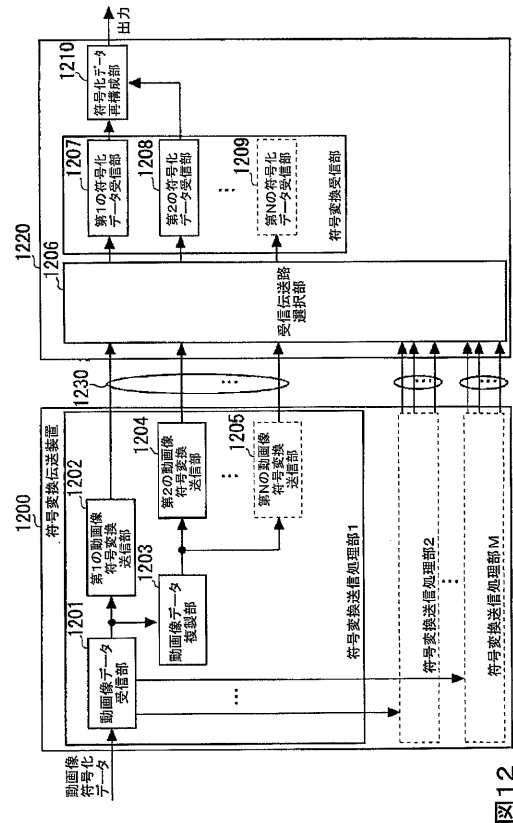 動画像
符号化
データ
1200
符号変換伝送装置
1201
動画像データ
受信部
1202
第1の動画像
符号変換
送信部
1203
動画像データ
複製部
1204
第2の動画像
符号変換
送信部
⋯
1205
第Nの動画像
符号変換
送信部
符号変換送信処理部1
⋯
符号変換送信処理部2
⋯
符号変換送信処理部M
1230
⋯
⋯
⋯
1220
1206
受信伝送路
選択部
1207
第1の符号化
データ受信部
1208
第2の符号化
データ受信部
⋯
1209
第Nの符号化
データ受信部
符号変換受信部
1210
符号化データ
再構成部
出力
図12